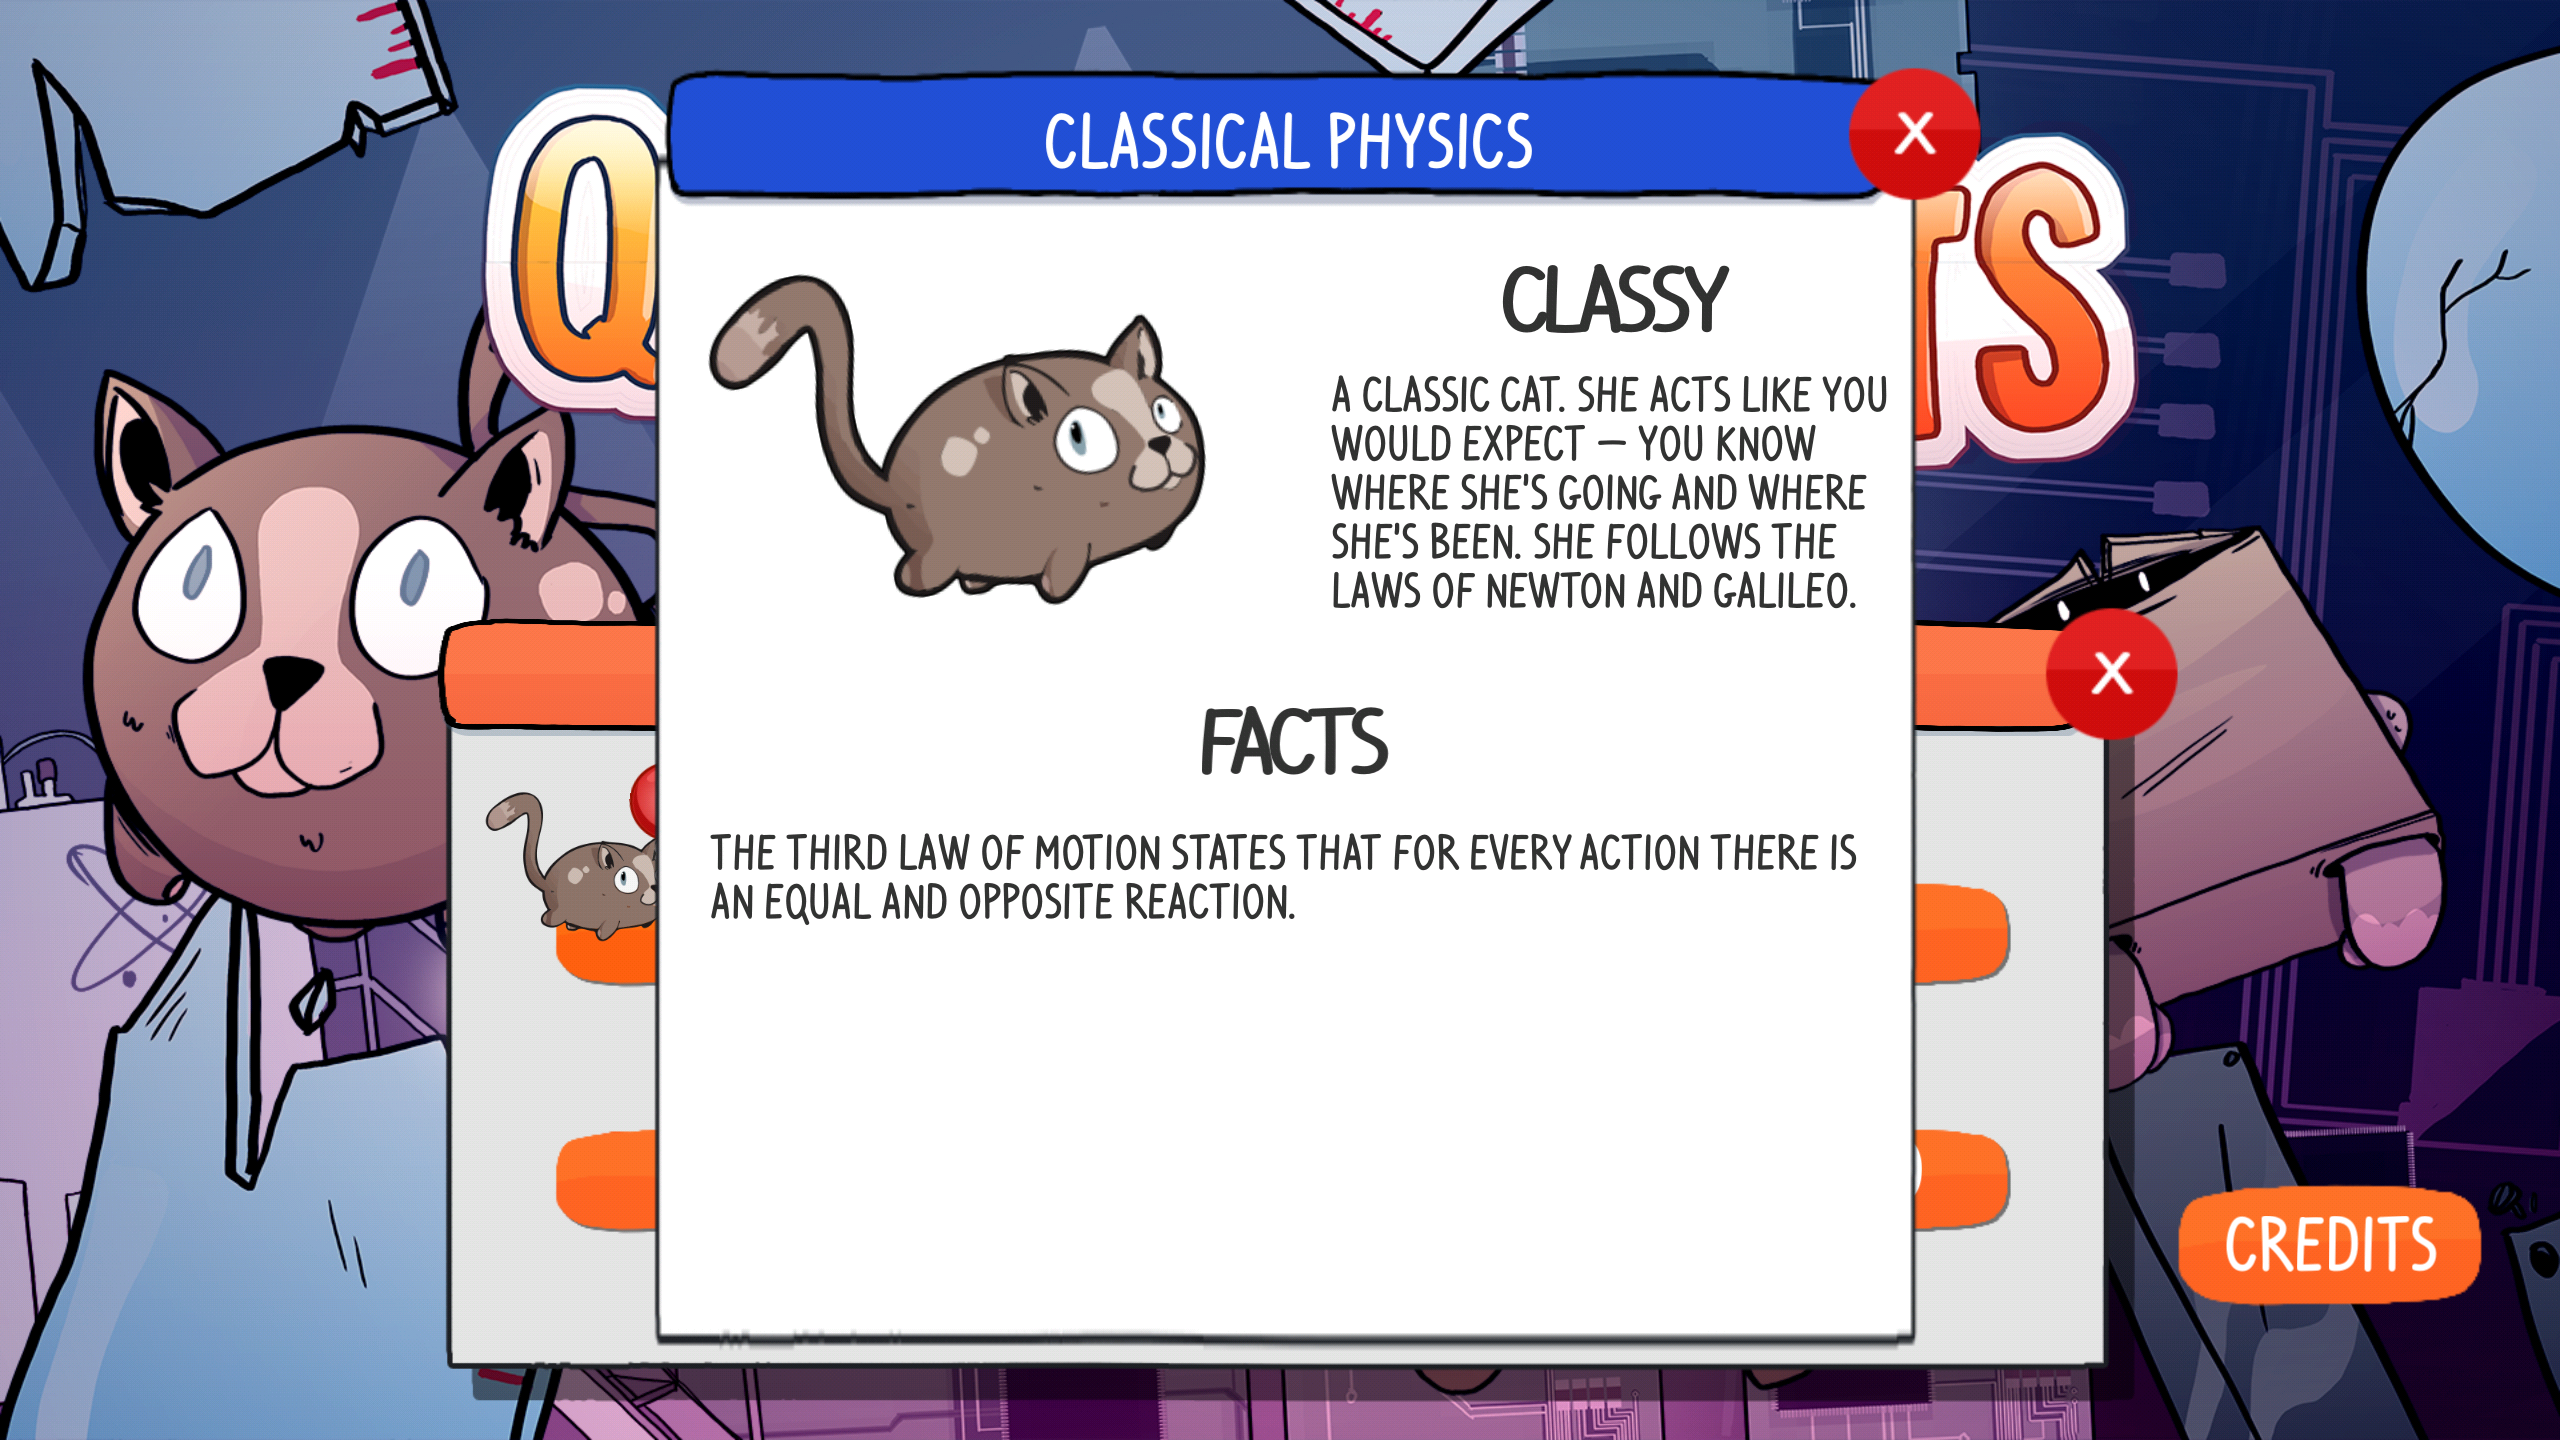 CLASSICAL PHYSICS
X
CLASSY
A CLASSIC CAT. SHE ACTS LIKE YOU
WOULD EXPECT – YOU KNOW
WHERE SHE'S GOING AND WHERE
SHE'S BEEN. SHE FOLLOWS THE
LAWS OF NEWTON AND GALILEO.
X
FACTS
THE THIRD LAW OF MOTION STATES THAT FOR EVERY ACTION THERE IS
AN EQUAL AND OPPOSITE REACTION.
CREDITS